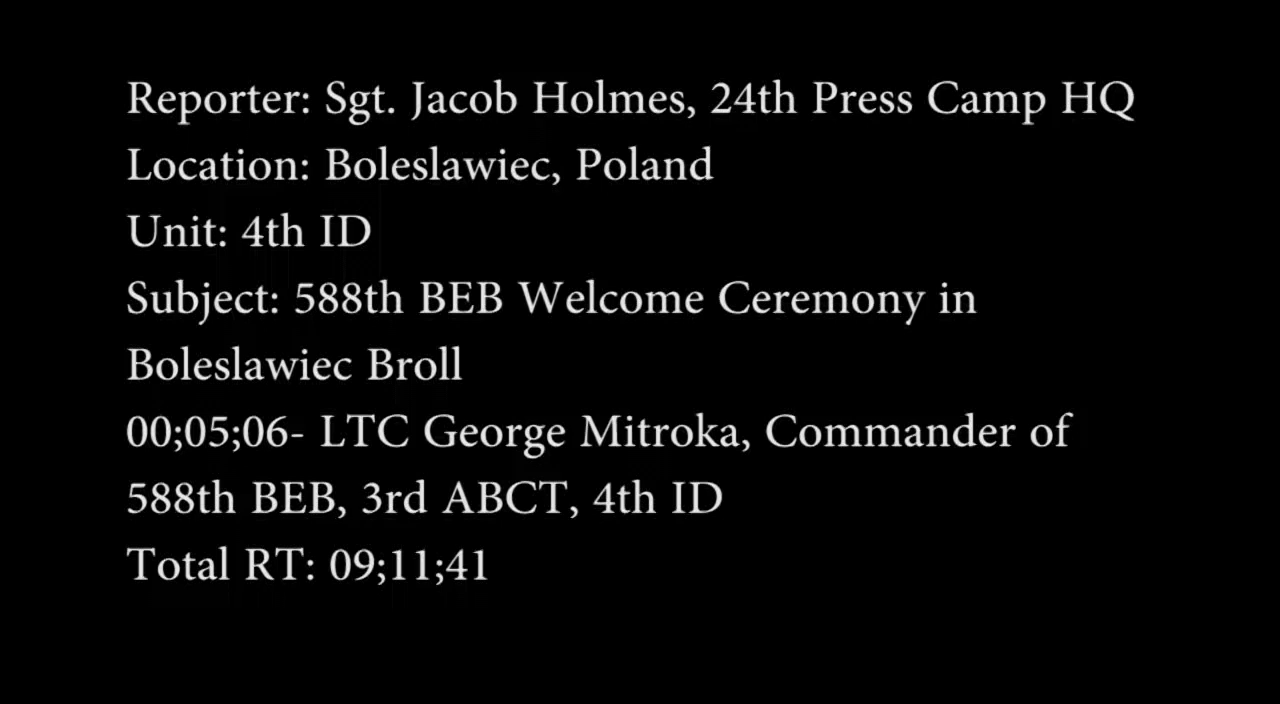 Reporter: Sgt. Jacob Holmes, 24th Press Camp HQ
Location: Boleslawiec, Poland
Unit: 4th ID
Subject: 588th BEB Welcome Ceremony in
Boleslawiec Broll
00;05;06- LTC George Mitroka, Commander of
588th BEB, 3rd ABCT, 4th ID
Total RT: 09;11;41